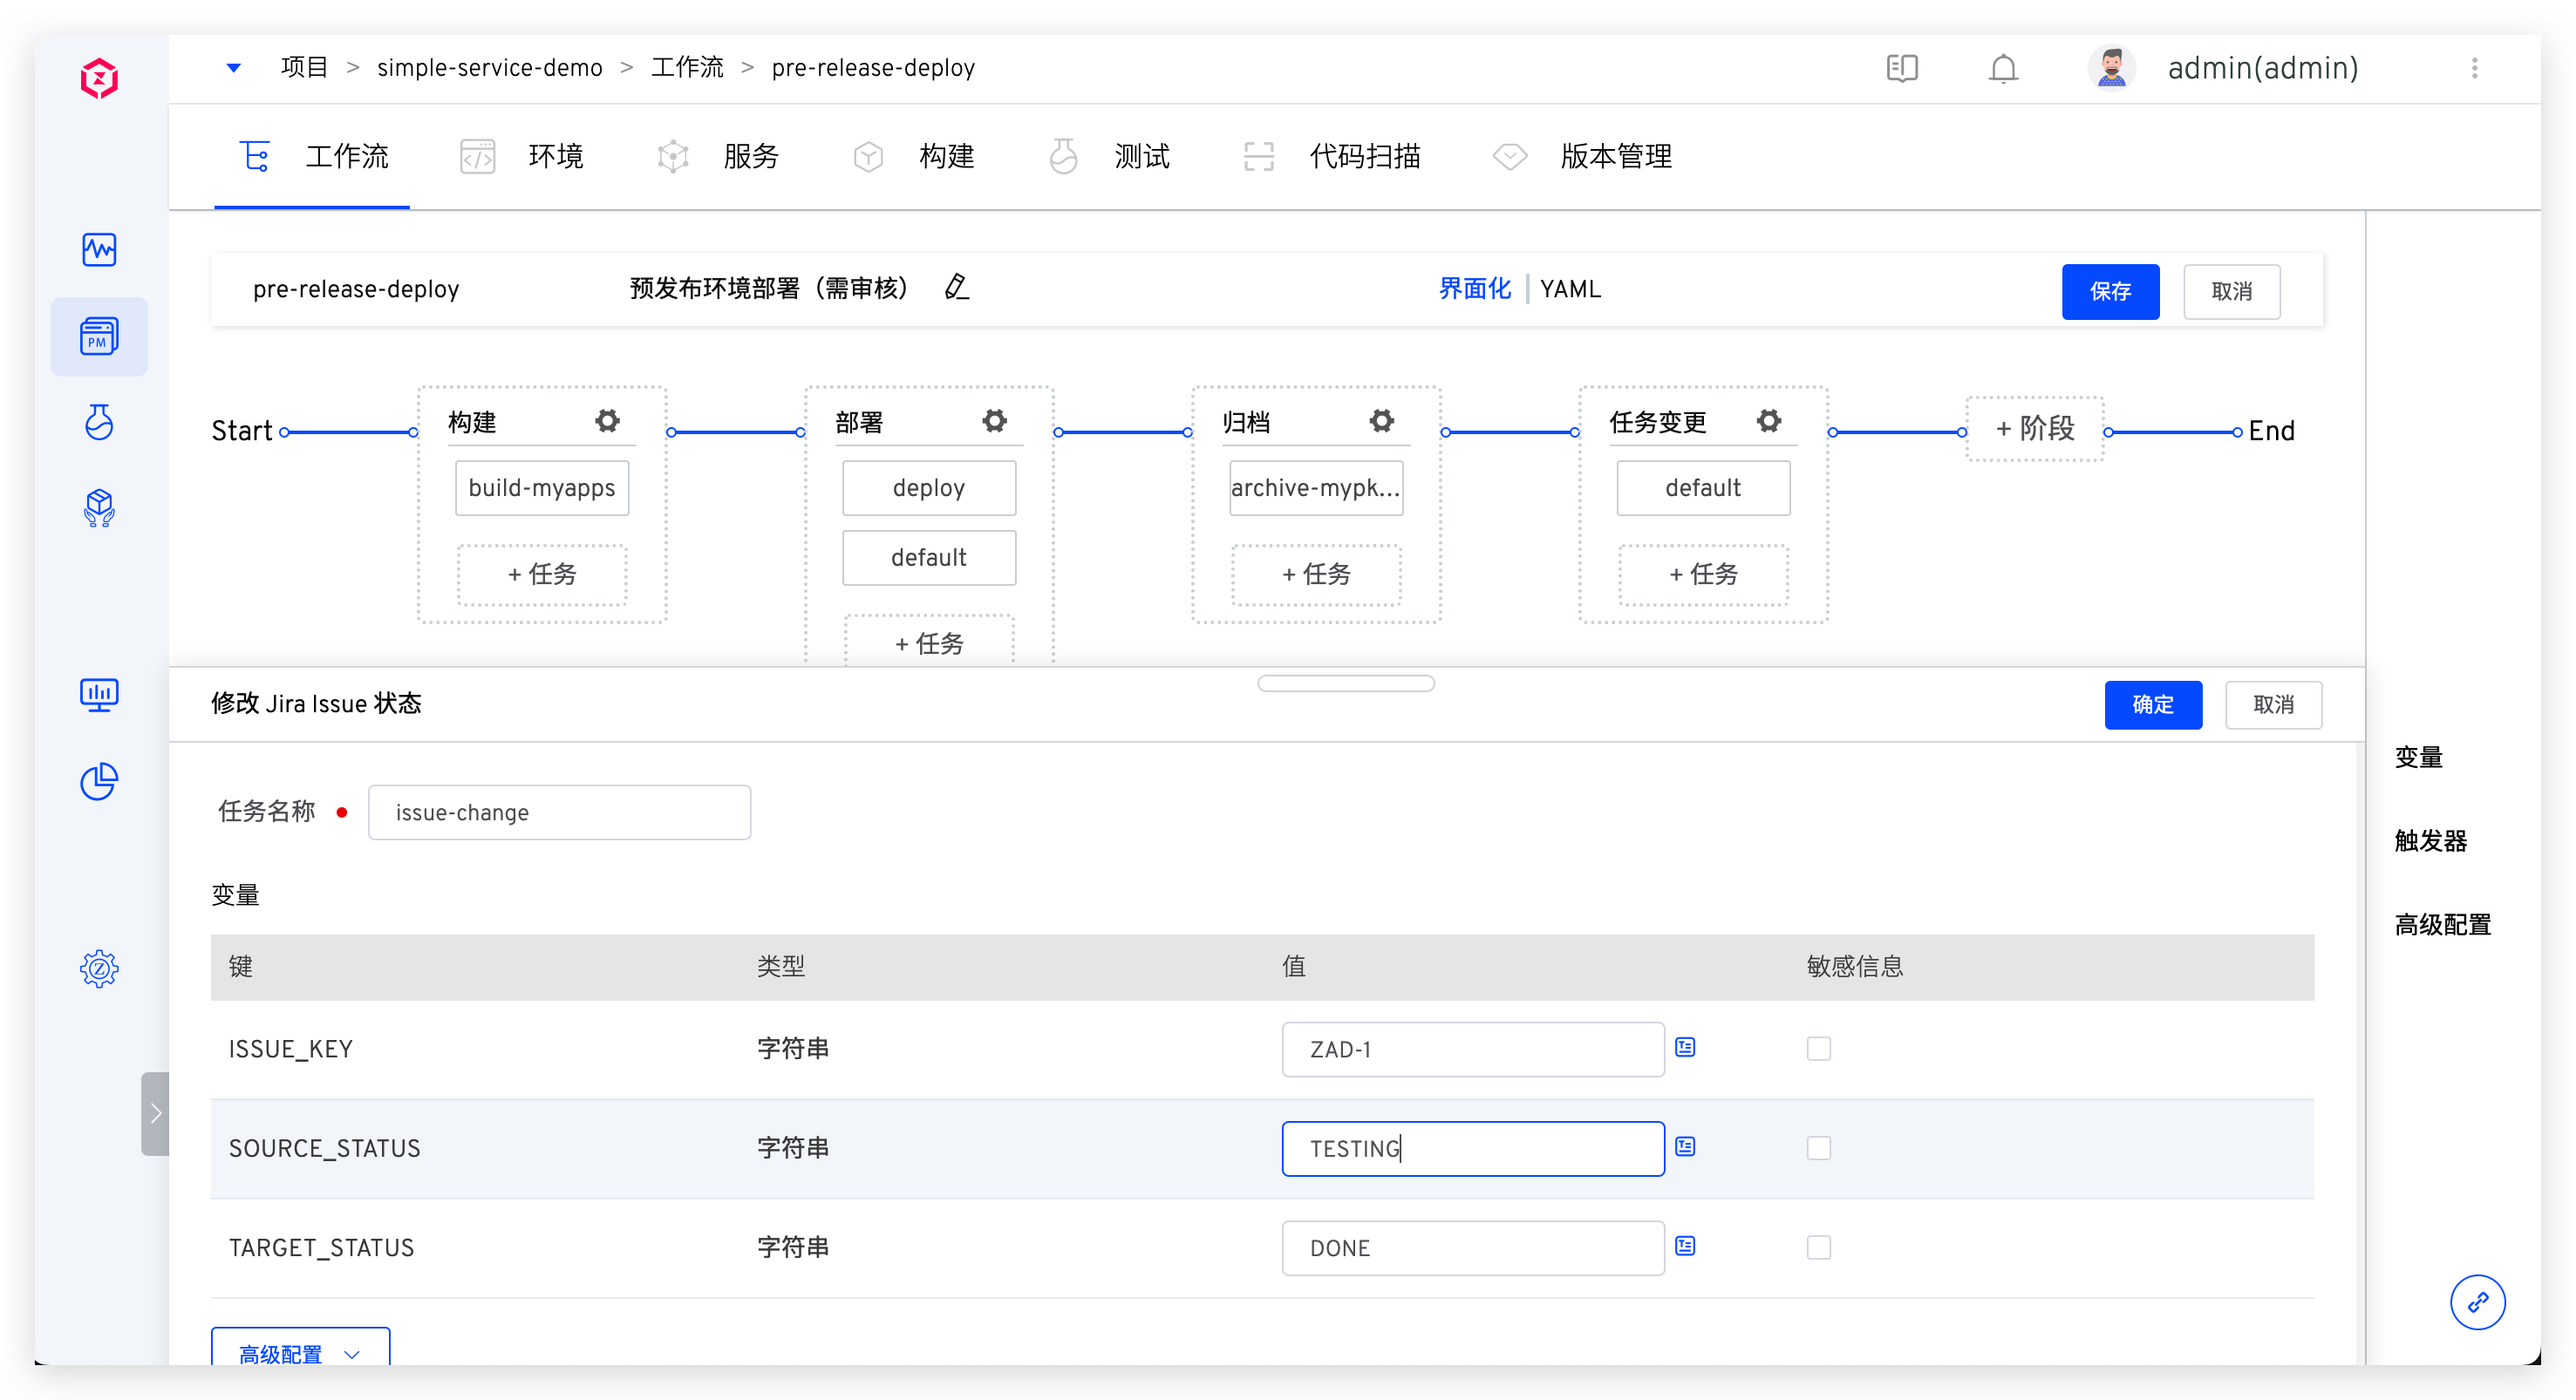 项目 > simple-service-demo > 工作流 > pre-release-deploy
admin(admin)
工作流
环境
服务
构建
测试
代码扫描
版本管理
PM
pre-release-deploy
预发布环境部署（需审核）
界面化 | YAML
保存
取消
Start
构建
build-myapps
+ 任务
部署
deploy
default
+ 任务
归档
archive-mypk...
+ 任务
任务变更
default
+ 任务
+ 阶段
End
修改 Jira Issue 状态
确定
取消
任务名称
issue-change
变量
键 类型 值 敏感信息
ISSUE_KEY 字符串 ZAD-1
SOURCE_STATUS 字符串 TESTING
TARGET_STATUS 字符串 DONE
高级配置
变量
触发器
高级配置